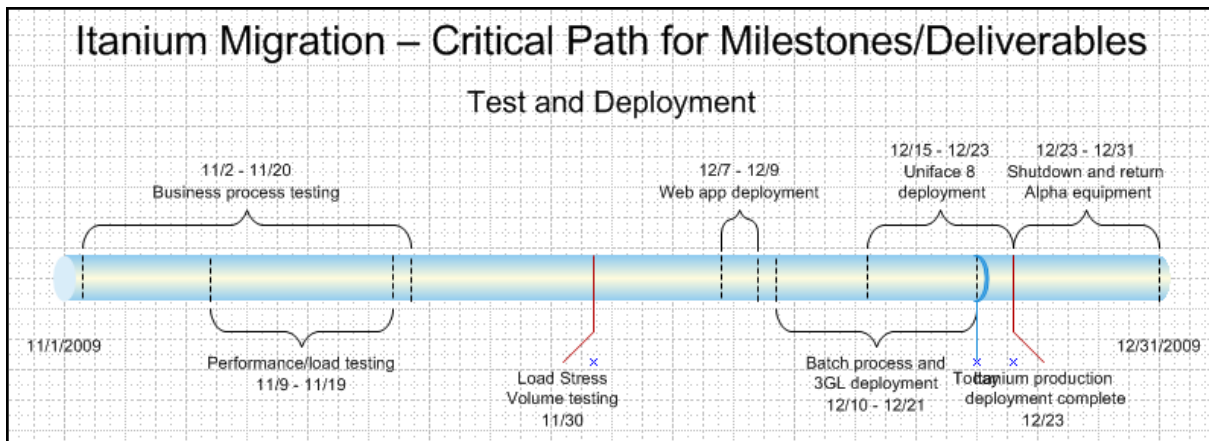 Itanium Migration – Critical Path for Milestones/Deliverables
Test and Deployment
11/2 - 11/20
Business process testing
12/7 - 12/9
Web app deployment
12/15 - 12/23
Uniface 8
deployment
12/23 - 12/31
Shutdown and return
Alpha equipment
11/1/2009
12/31/2009
Performance/load testing
11/9 - 11/19
Load Stress
Volume testing
11/30
Batch process and
3GL deployment
12/10 - 12/21
Today
Itanium production
deployment complete
12/23